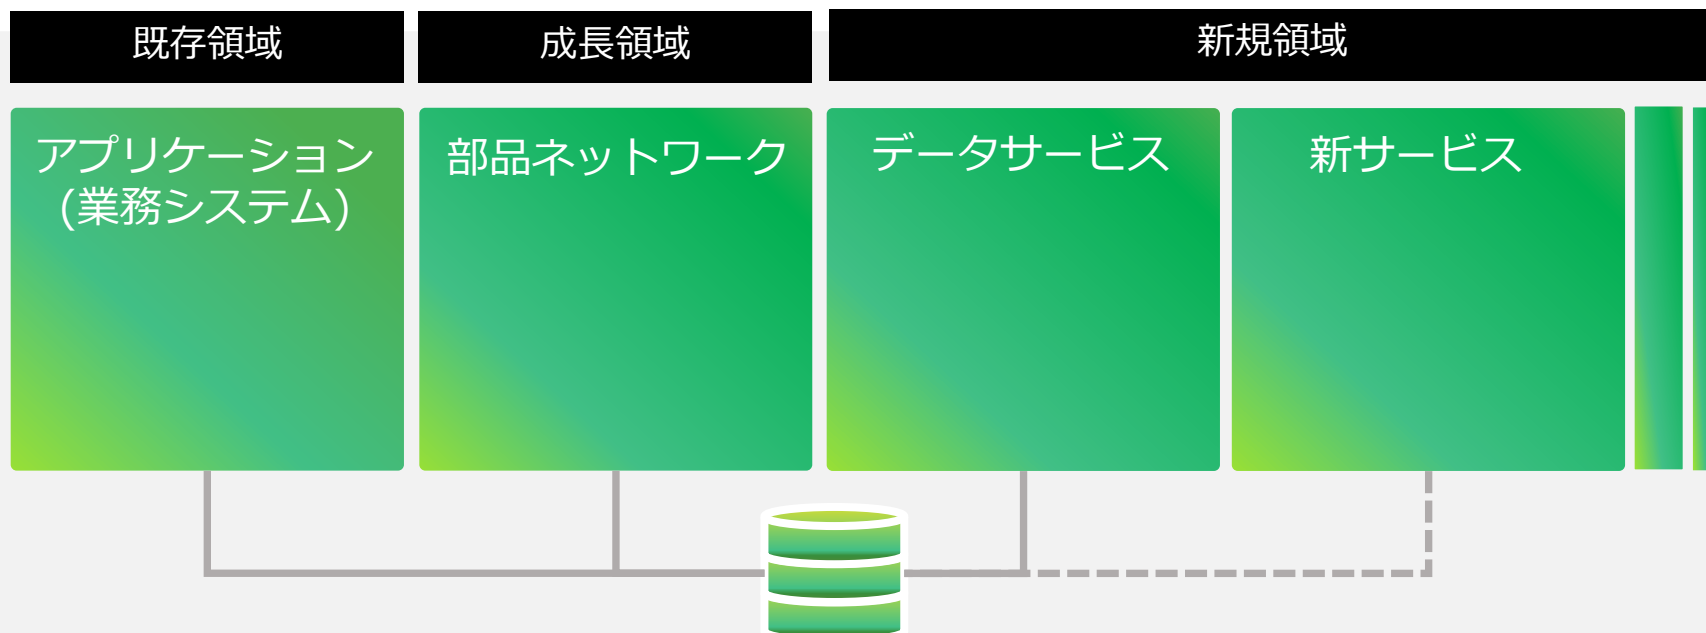 既存領域
成長領域
新規領域
アプリケーション
(業務システム)
部品ネットワーク
データサービス
新サービス